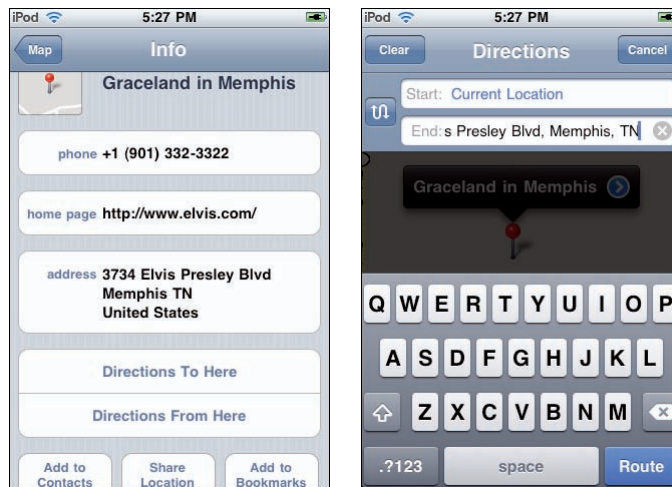 iPod 5:27 PM
Map Info
Graceland in Memphis
phone +1 (901) 332-3322
home page http://www.elvis.com/
address 3734 Elvis Presley Blvd
Memphis TN
United States
Directions To Here
Directions From Here
Add to Contacts
Share Location
Add to Bookmarks
iPod 5:27 PM
Clear Directions Cancel
Start: Current Location
End: s Presley Blvd, Memphis, TN
Graceland in Memphis
Q W E R T Y U I O P
A S D F G H J K L
Z X C V B N M
.?123 space Route